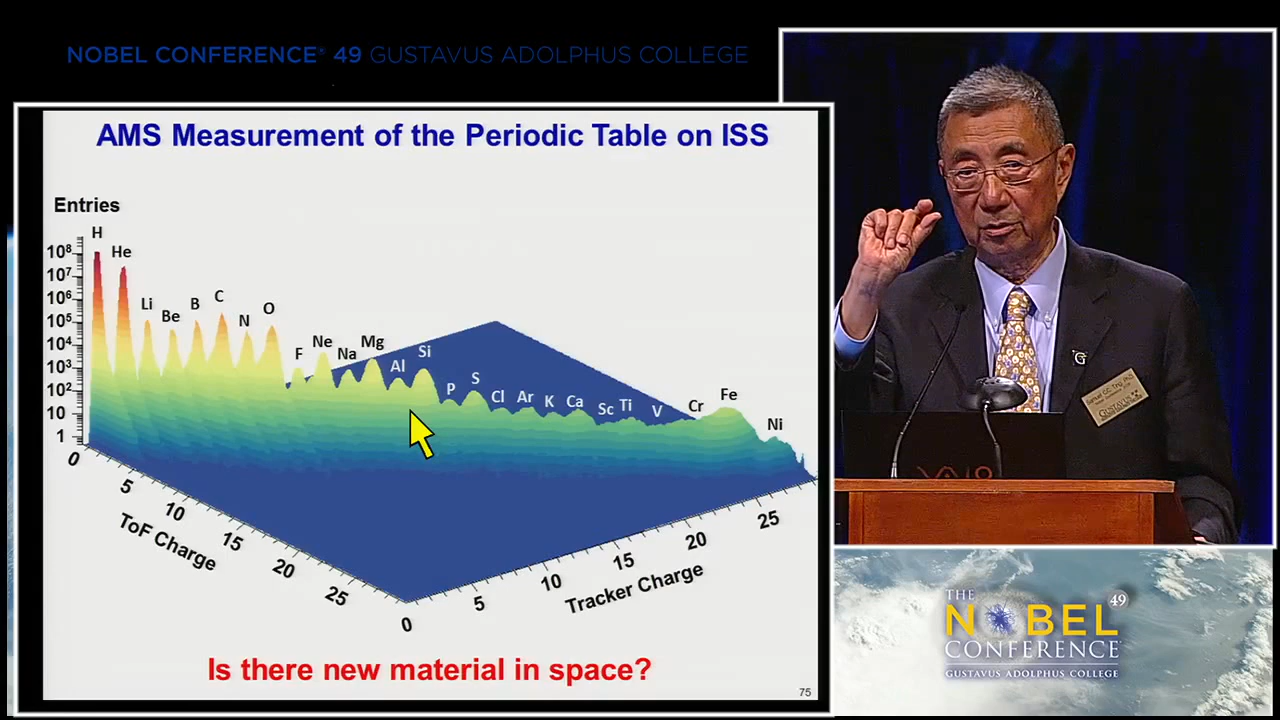 NOBEL CONFERENCE® 49 GUSTAVUS ADOLPHUS COLLEGE
AMS Measurement of the Periodic Table on ISS
Entries
H
He
Li
Be
B
C
N
O
F
Ne
Na
Mg
Al
Si
P
S
Cl
Ar
K
Ca
Sc
Ti
V
Cr
Fe
Ni
10⁸
10⁷
10⁶
10⁵
10⁴
10³
10²
10
1
0
5
10
15
20
25
ToF Charge
0
5
10
15
20
25
Tracker Charge
Is there new material in space?
75
G
GUSTAVUS
VAIO
THE
NOBEL 49
CONFERENCE
GUSTAVUS ADOLPHUS COLLEGE